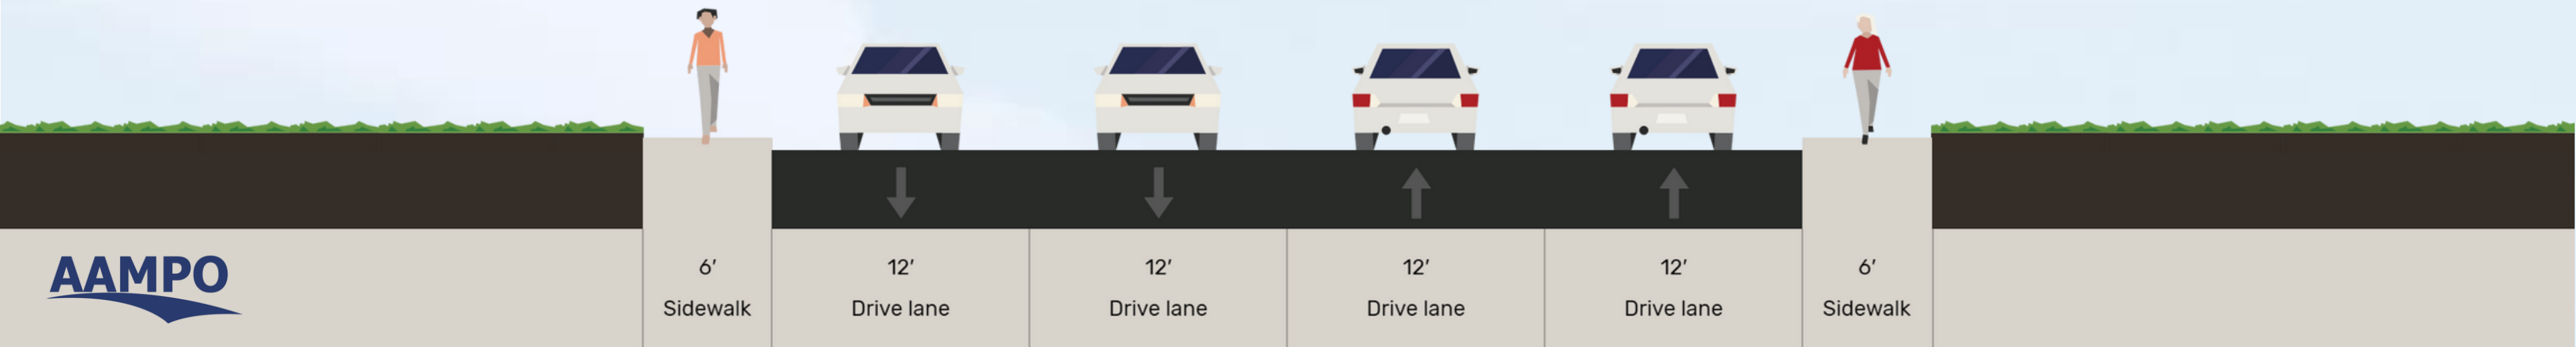 6′
12′
12′
12′
12′
6′
Sidewalk
Drive lane
Drive lane
Drive lane
Drive lane
Sidewalk
AAMPO